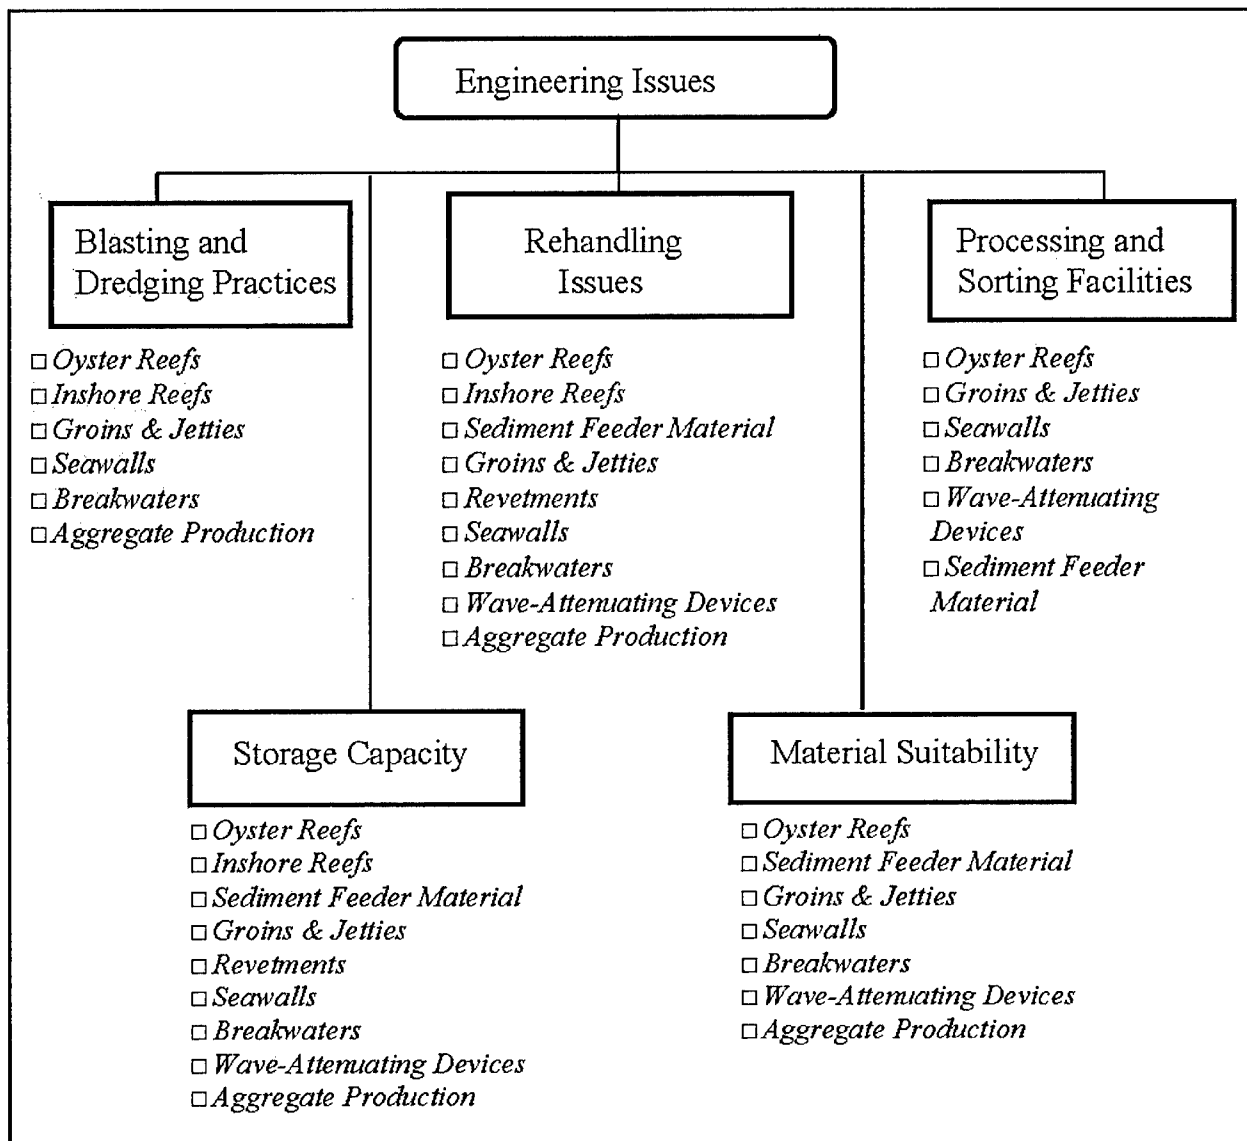 Engineering Issues
Blasting and
Dredging Practices
□ Oyster Reefs
□ Inshore Reefs
□ Groins & Jetties
□ Seawalls
□ Breakwaters
□ Aggregate Production
Rehandling
Issues
□ Oyster Reefs
□ Inshore Reefs
□ Sediment Feeder Material
□ Groins & Jetties
□ Revetments
□ Seawalls
□ Breakwaters
□ Wave-Attenuating Devices
□ Aggregate Production
Processing and
Sorting Facilities
□ Oyster Reefs
□ Groins & Jetties
□ Seawalls
□ Breakwaters
□ Wave-Attenuating
Devices
□ Sediment Feeder
Material
Storage Capacity
□ Oyster Reefs
□ Inshore Reefs
□ Sediment Feeder Material
□ Groins & Jetties
□ Revetments
□ Seawalls
□ Breakwaters
□ Wave-Attenuating Devices
□ Aggregate Production
Material Suitability
□ Oyster Reefs
□ Sediment Feeder Material
□ Groins & Jetties
□ Seawalls
□ Breakwaters
□ Wave-Attenuating Devices
□ Aggregate Production